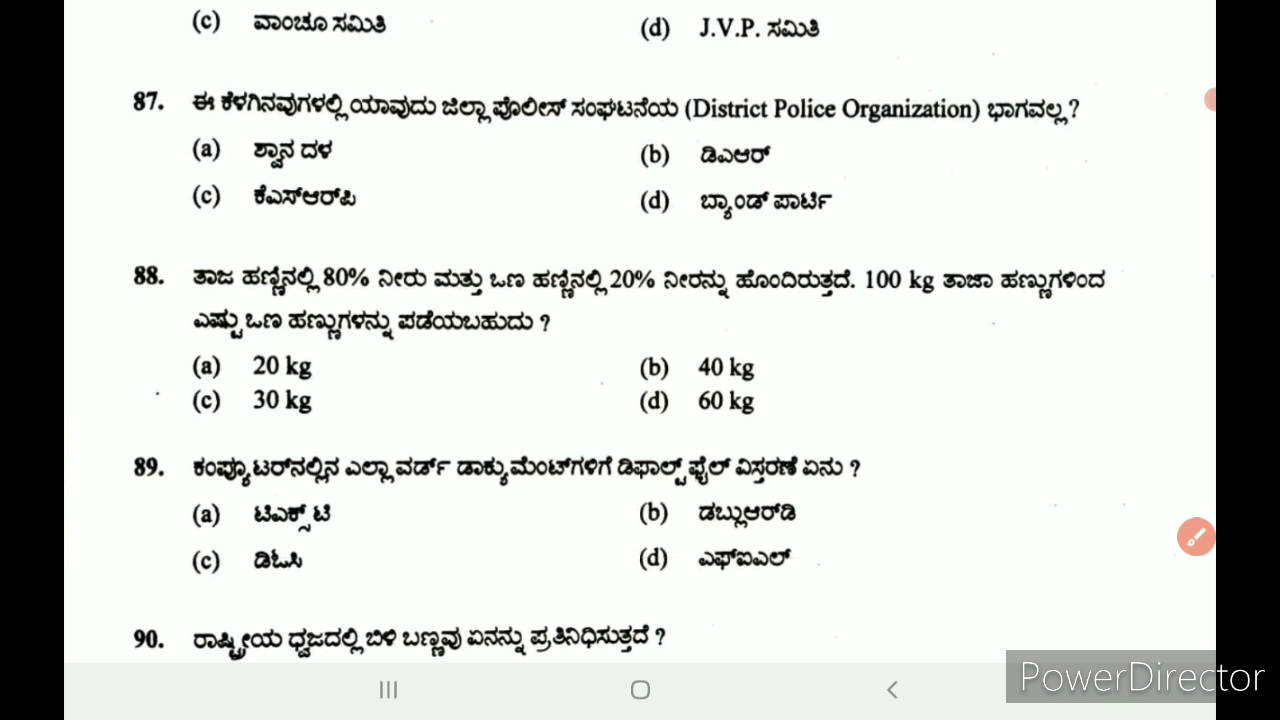 (c) ವಾಂಚೂ ಸಮಿತಿ (d) J.V.P. ಸಮಿತಿ
87. ಈ ಕೆಳಗಿನವುಗಳಲ್ಲಿ ಯಾವುದು ಜಿಲ್ಲಾ ಪೊಲೀಸ್ ಸಂಘಟನೆಯ (District Police Organization) ಭಾಗವಲ್ಲ ?
(a) ಶ್ವಾನ ದಳ (b) ಡಿಎಆರ್
(c) ಕೆಎಸ್‌ಆರ್‌ಪಿ (d) ಬ್ಯಾಂಡ್ ಪಾರ್ಟಿ
88. ತಾಜ ಹಣ್ಣಿನಲ್ಲಿ 80% ನೀರು ಮತ್ತು ಒಣ ಹಣ್ಣಿನಲ್ಲಿ 20% ನೀರನ್ನು ಹೊಂದಿರುತ್ತದೆ. 100 kg ತಾಜಾ ಹಣ್ಣುಗಳಿಂದ
ಎಷ್ಟು ಒಣ ಹಣ್ಣುಗಳನ್ನು ಪಡೆಯಬಹುದು ?
(a) 20 kg (b) 40 kg
(c) 30 kg (d) 60 kg
89. ಕಂಪ್ಯೂಟರ್‌ನಲ್ಲಿನ ಎಲ್ಲಾ ವರ್ಡ್ ಡಾಕ್ಯುಮೆಂಟ್‌ಗಳಿಗೆ ಡಿಫಾಲ್ಟ್ ಫೈಲ್ ವಿಸ್ತರಣೆ ಏನು ?
(a) ಟಿಎಕ್ಸ್‌ಟಿ (b) ಡಬ್ಲುಆರ್‌ಡಿ
(c) ಡಿಓಸಿ (d) ಎಫ್‌ಐಎಲ್
90. ರಾಷ್ಟ್ರೀಯ ಧ್ವಜದಲ್ಲಿ ಬಿಳಿ ಬಣ್ಣವು ಏನನ್ನು ಪ್ರತಿನಿಧಿಸುತ್ತದೆ ?
PowerDirector